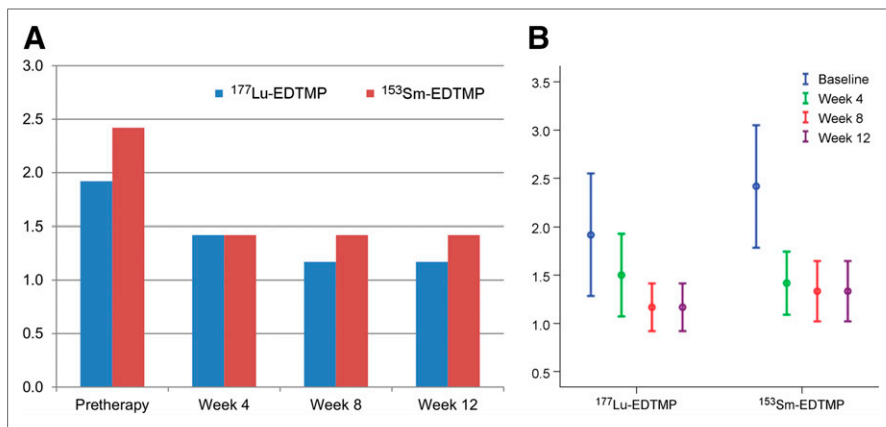 A
3.0
¹⁷⁷Lu-EDTMP ¹⁵³Sm-EDTMP
2.5
2.0
1.5
1.0
0.5
0.0
Pretherapy Week 4 Week 8 Week 12
B
3.5
3.0
2.5
2.0
1.5
1.0
0.5
Baseline
Week 4
Week 8
Week 12
¹⁷⁷Lu-EDTMP ¹⁵³Sm-EDTMP